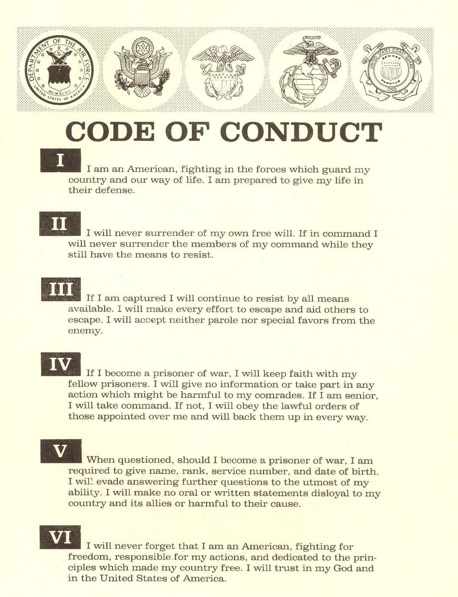 DEPARTMENT OF THE AIR FORCE
UNITED STATES OF AMERICA
CODE OF CONDUCT
I
I am an American, fighting in the forces which guard my
country and our way of life. I am prepared to give my life in
their defense.
II
I will never surrender of my own free will. If in command I
will never surrender the members of my command while they
still have the means to resist.
III
If I am captured I will continue to resist by all means
available. I will make every effort to escape and aid others to
escape. I will accept neither parole nor special favors from the
enemy.
IV
If I become a prisoner of war, I will keep faith with my
fellow prisoners. I will give no information or take part in any
action which might be harmful to my comrades. If I am senior,
I will take command. If not, I will obey the lawful orders of
those appointed over me and will back them up in every way.
V
When questioned, should I become a prisoner of war, I am
required to give name, rank, service number, and date of birth.
I will evade answering further questions to the utmost of my
ability. I will make no oral or written statements disloyal to my
country and its allies or harmful to their cause.
VI
I will never forget that I am an American, fighting for
freedom, responsible for my actions, and dedicated to the prin-
ciples which made my country free. I will trust in my God and
in the United States of America.